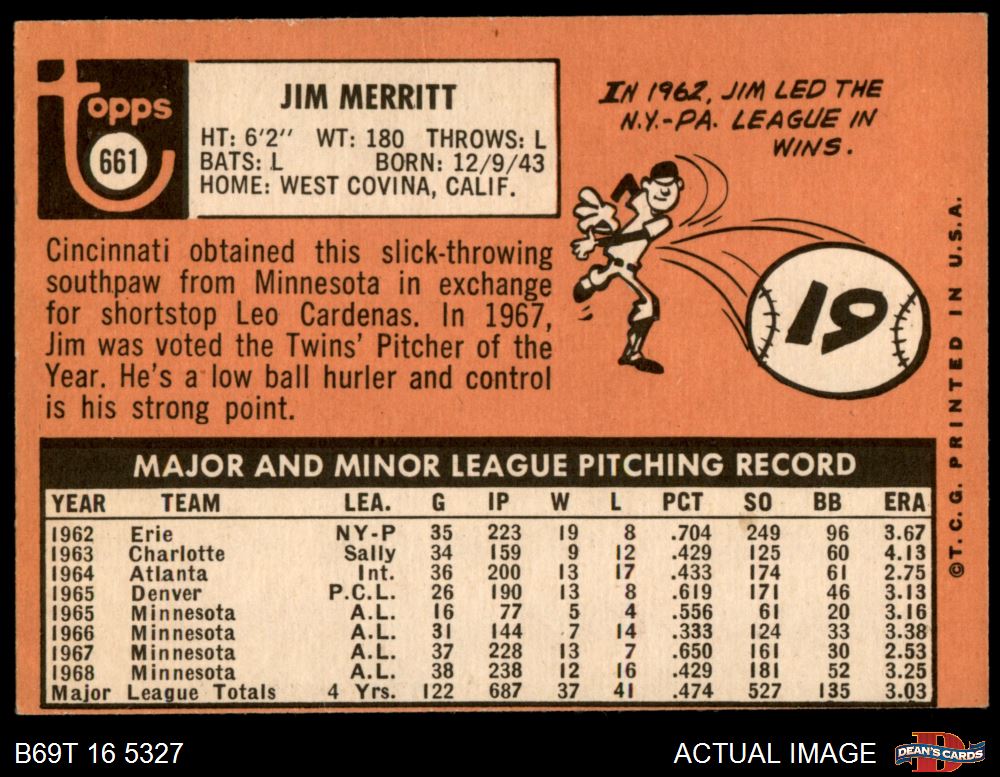 topps
661
JIM MERRITT
HT: 6'2" WT: 180 THROWS: L
BATS: L BORN: 12/9/43
HOME: WEST COVINA, CALIF.
IN 1962, JIM LED THE
N.Y.-PA. LEAGUE IN
WINS.
19
Cincinnati obtained this slick-throwing
southpaw from Minnesota in exchange
for shortstop Leo Cardenas. In 1967,
Jim was voted the Twins' Pitcher of the
Year. He's a low ball hurler and control
is his strong point.
©T.C.G. PRINTED IN U.S.A.
MAJOR AND MINOR LEAGUE PITCHING RECORD
YEAR TEAM LEA. G IP W L PCT SO BB ERA
1962 Erie NY-P 35 223 19 8 .704 249 96 3.67
1963 Charlotte Sally 34 159 9 12 .429 125 60 4.13
1964 Atlanta Int. 36 200 13 17 .433 174 61 2.75
1965 Denver P.C.L. 26 190 13 8 .619 171 46 3.13
1965 Minnesota A.L. 16 77 5 4 .556 61 20 3.16
1966 Minnesota A.L. 31 144 7 14 .333 124 33 3.38
1967 Minnesota A.L. 37 228 13 7 .650 161 30 2.53
1968 Minnesota A.L. 38 238 12 16 .429 181 52 3.25
Major League Totals 4 Yrs. 122 687 37 41 .474 527 135 3.03
B69T 16 5327
ACTUAL IMAGE
D
DEAN'S CARDS